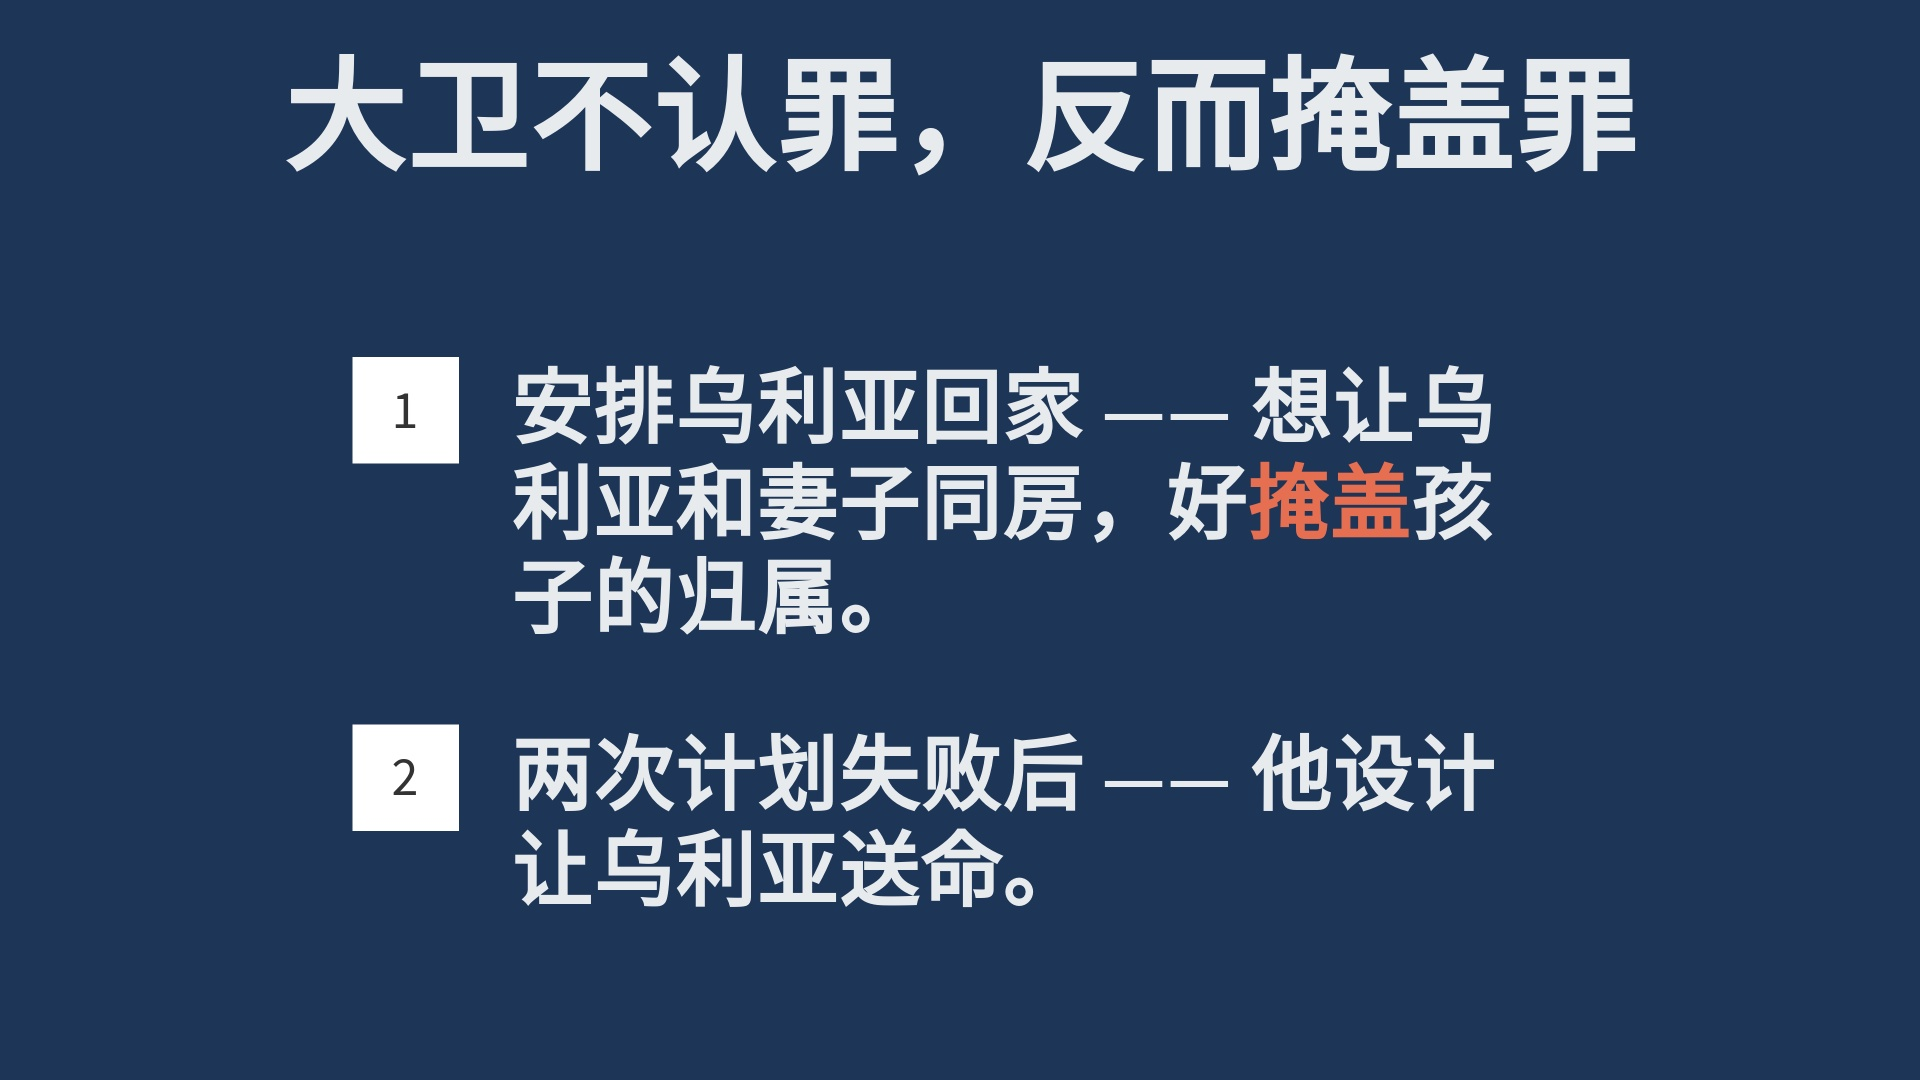 大卫不认罪，反而掩盖罪
1
安排乌利亚回家 —— 想让乌
利亚和妻子同房，好掩盖孩
子的归属。
2
两次计划失败后 —— 他设计
让乌利亚送命。